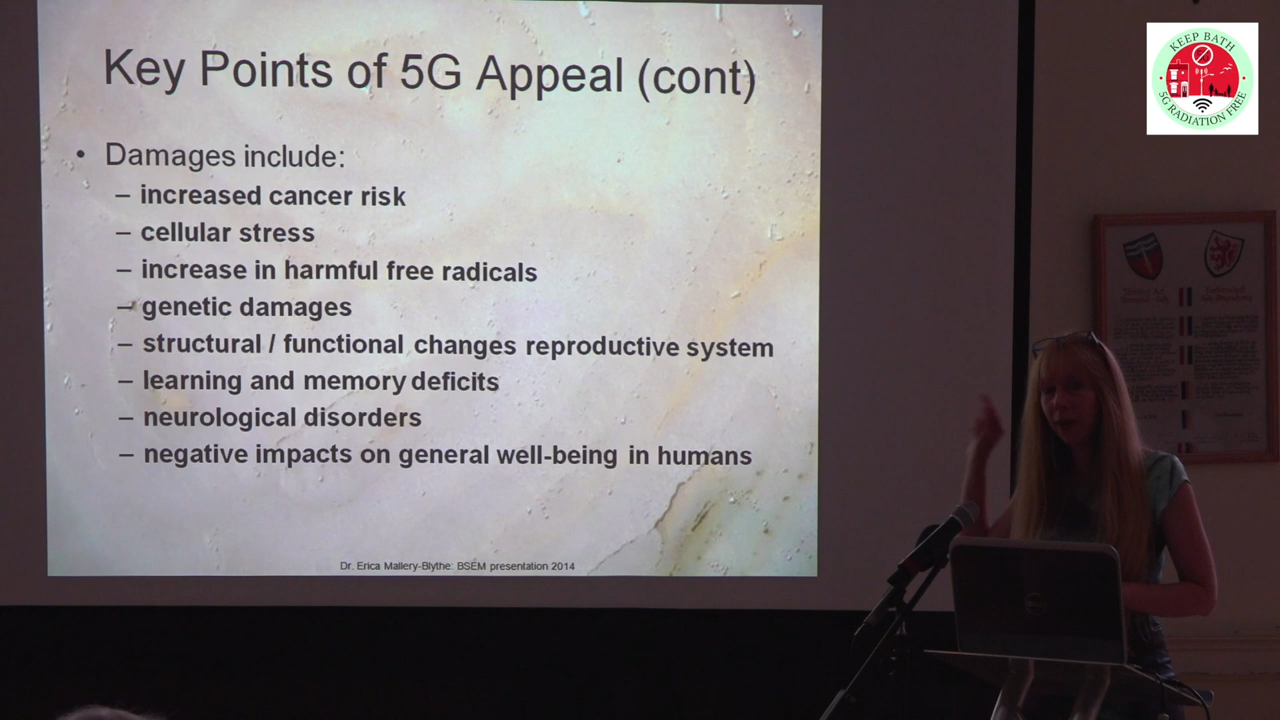 Key Points of 5G Appeal (cont)
• Damages include:
– increased cancer risk
– cellular stress
– increase in harmful free radicals
– genetic damages
– structural / functional changes reproductive system
– learning and memory deficits
– neurological disorders
– negative impacts on general well-being in humans
Dr. Erica Mallery-Blythe: BSEM presentation 2014
KEEP BATH
5G RADIATION FREE